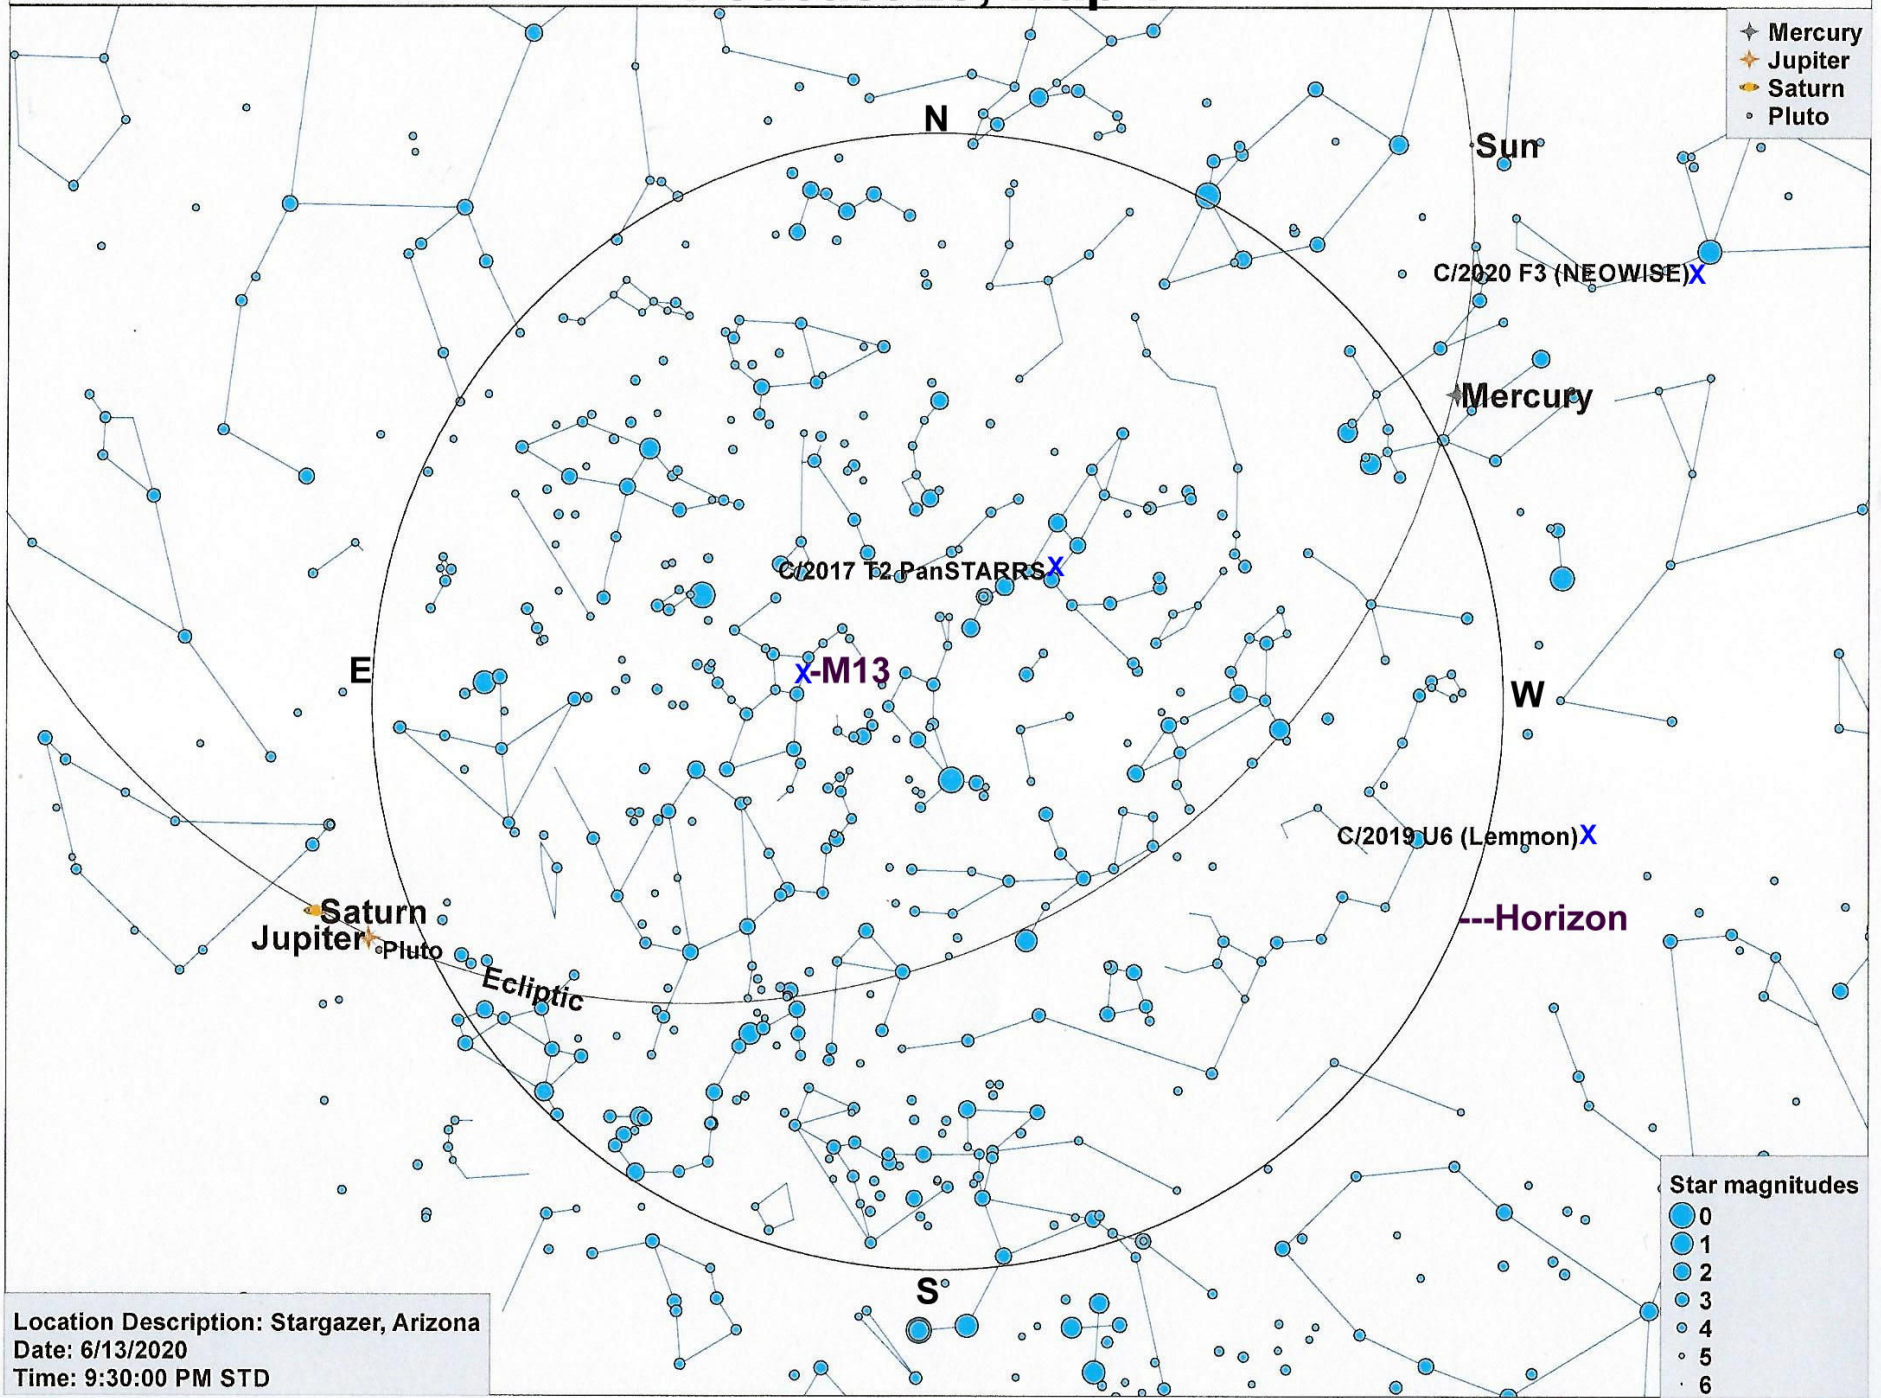 Mercury
Jupiter
Saturn
Pluto
N
Sun
C/2020 F3 (NEOWISE)X
Mercury
C/2017 T2 PanSTARRSX
E
X-M13
W
C/2019 U6 (Lemmon)X
Saturn
Jupiter
Pluto
---Horizon
Ecliptic
S
Star magnitudes
0
1
2
3
4
5
6
Location Description: Stargazer, Arizona
Date: 6/13/2020
Time: 9:30:00 PM STD